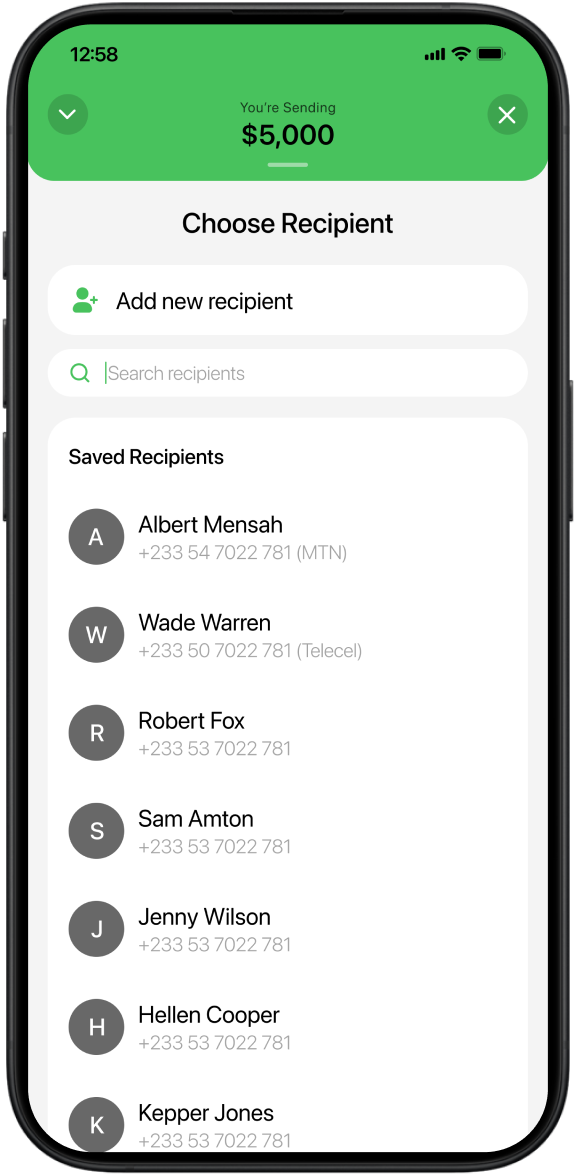 12:58
You're Sending
$5,000
Choose Recipient
Add new recipient
Search recipients
Saved Recipients
A
Albert Mensah
+233 54 7022 781 (MTN)
W
Wade Warren
+233 50 7022 781 (Telecel)
R
Robert Fox
+233 53 7022 781
S
Sam Amton
+233 53 7022 781
J
Jenny Wilson
+233 53 7022 781
H
Hellen Cooper
+233 53 7022 781
K
Kepper Jones
+233 53 7022 781